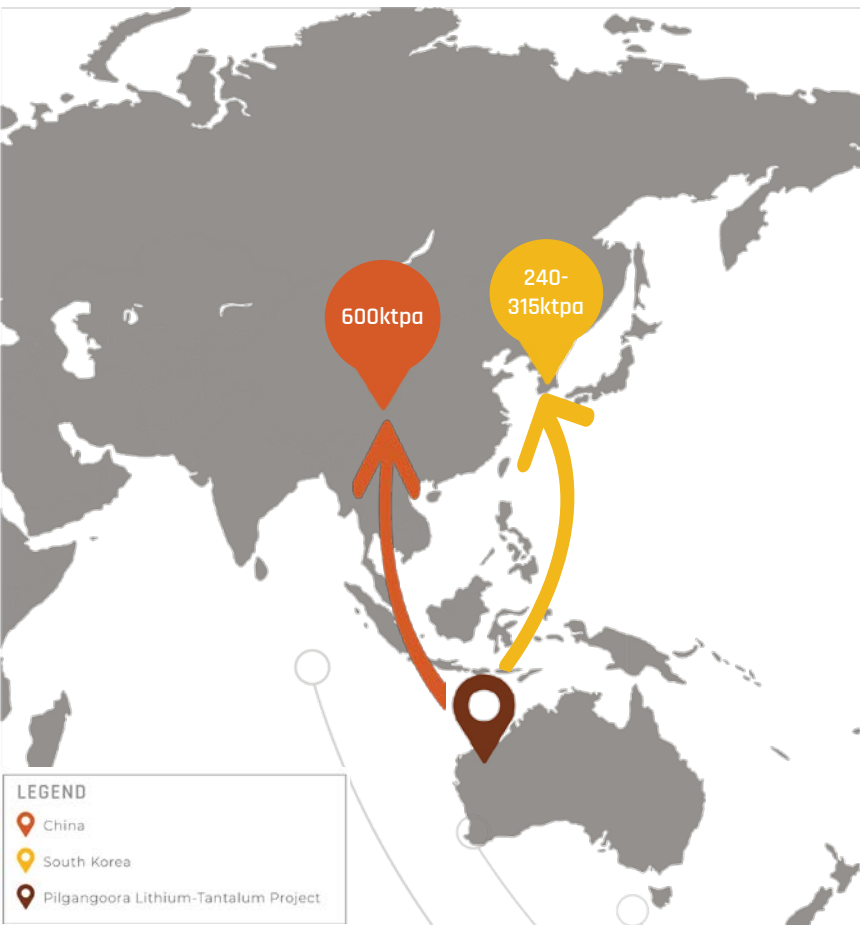 240-
315ktpa
600ktpa
LEGEND
China
South Korea
Pilgangoora Lithium-Tantalum Project